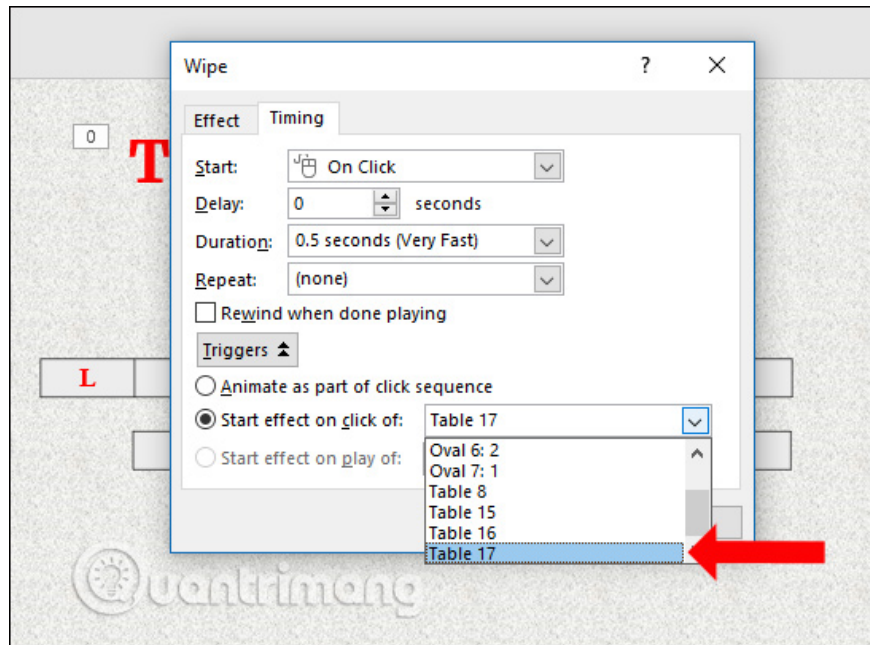 Wipe ?
Effect Timing
0
T
Start: On Click
Delay: 0 seconds
Duration: 0.5 seconds (Very Fast)
Repeat: (none)
Rewind when done playing
Triggers
L
Animate as part of click sequence
Start effect on click of: Table 17
Start effect on play of:
Oval 6: 2
Oval 7: 1
Table 8
Table 15
Table 16
Table 17
Quantrimang